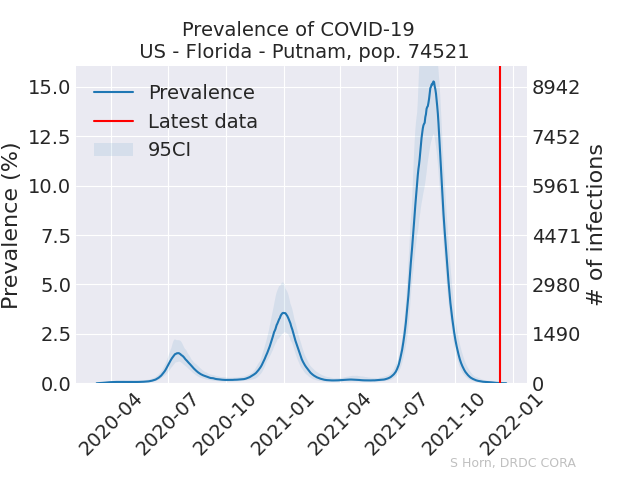 Prevalence of COVID-19
US - Florida - Putnam, pop. 74521
Prevalence
Latest data
95CI
Prevalence (%)
15.0
12.5
10.0
7.5
5.0
2.5
0.0
8942
7452
5961
4471
2980
1490
0
# of infections
2020-04
2020-07
2020-10
2021-01
2021-04
2021-07
2021-10
2022-01
S Horn, DRDC CORA